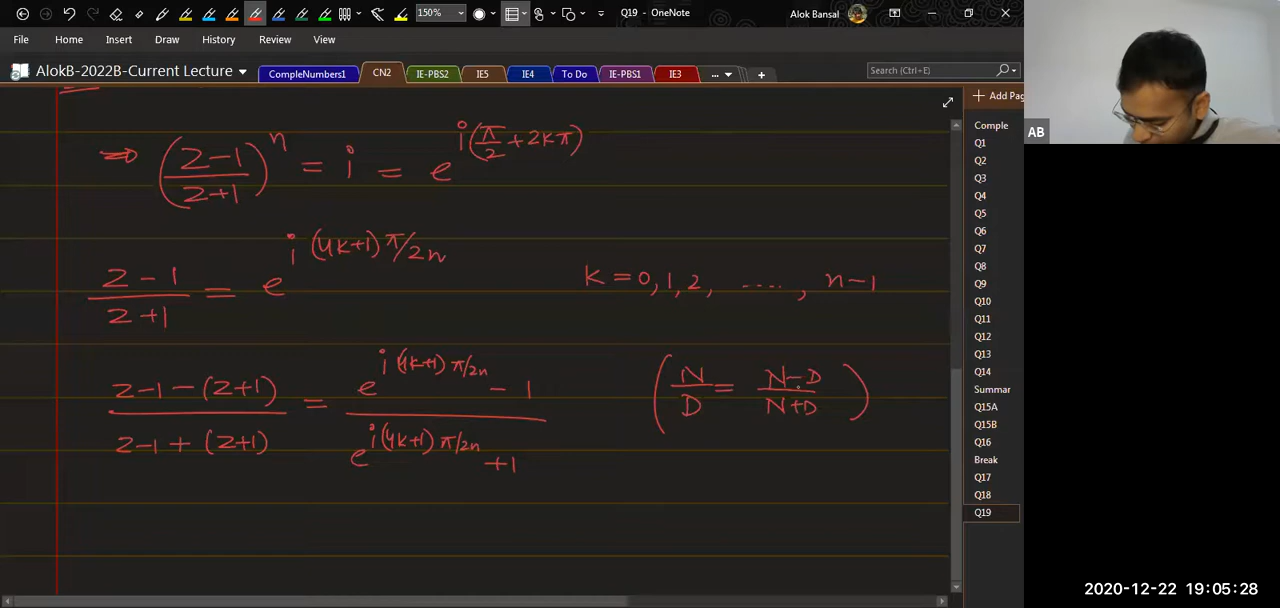 150%
Q19 - OneNote
Alok Bansal
File Home Insert Draw History Review View
AlokB-2022B-Current Lecture
CompleNumbers1 CN2 IE-PBS2 IE5 IE4 To Do IE-PBS1 IE3 ... +
Search (Ctrl+E)
+ Add Pag
Comple
Q1
Q2
Q3
Q4
Q5
Q6
Q7
Q8
Q9
Q10
Q11
Q12
Q13
Q14
Summar
Q15A
Q15B
Q16
Break
Q17
Q18
Q19
⇒ ((z-1)/(z+1))^n = i = e^{i(π/2 + 2kπ)}
(z-1)/(z+1) = e^{i(4k+1)π/2n} k = 0, 1, 2, ...., n-1
(z-1-(z+1))/(z-1+(z+1)) = (e^{i(4k+1)π/2n} - 1)/(e^{i(4k+1)π/2n} + 1) (N/D = (N-D)/(N+D))
AB
2020-12-22 19:05:28